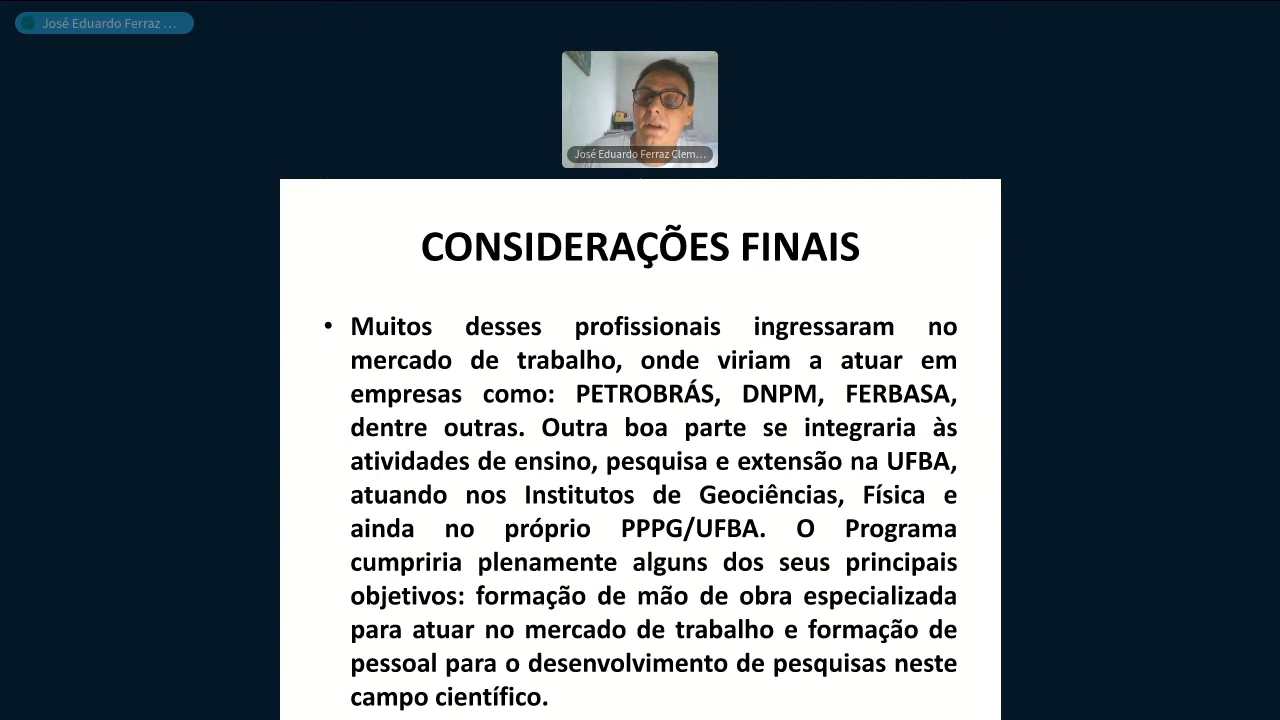 José Eduardo Ferraz ...
José Eduardo Ferraz Clem...
CONSIDERAÇÕES FINAIS
• Muitos desses profissionais ingressaram no
mercado de trabalho, onde viriam a atuar em
empresas como: PETROBRÁS, DNPM, FERBASA,
dentre outras. Outra boa parte se integraria às
atividades de ensino, pesquisa e extensão na UFBA,
atuando nos Institutos de Geociências, Física e
ainda no próprio PPPG/UFBA. O Programa
cumpriria plenamente alguns dos seus principais
objetivos: formação de mão de obra especializada
para atuar no mercado de trabalho e formação de
pessoal para o desenvolvimento de pesquisas neste
campo científico.